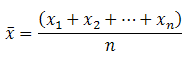 x̄ = (x₁ + x₂ + ⋯ + xₙ) / n